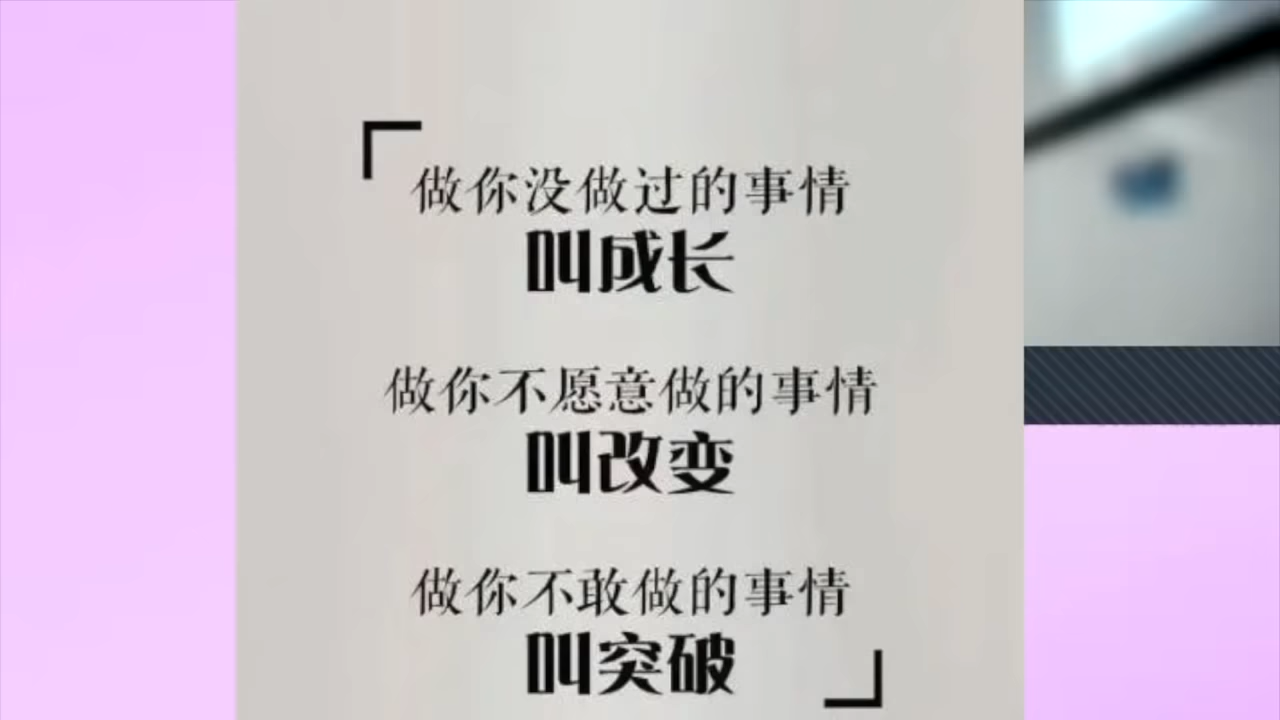 做你没做过的事情
叫成长
做你不愿意做的事情
叫改变
做你不敢做的事情
叫突破